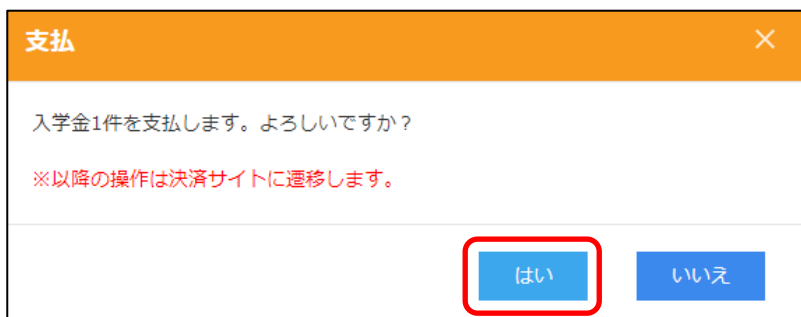 支払
入学金1件を支払します。よろしいですか？
※以降の操作は決済サイトに遷移します。
はい
いいえ